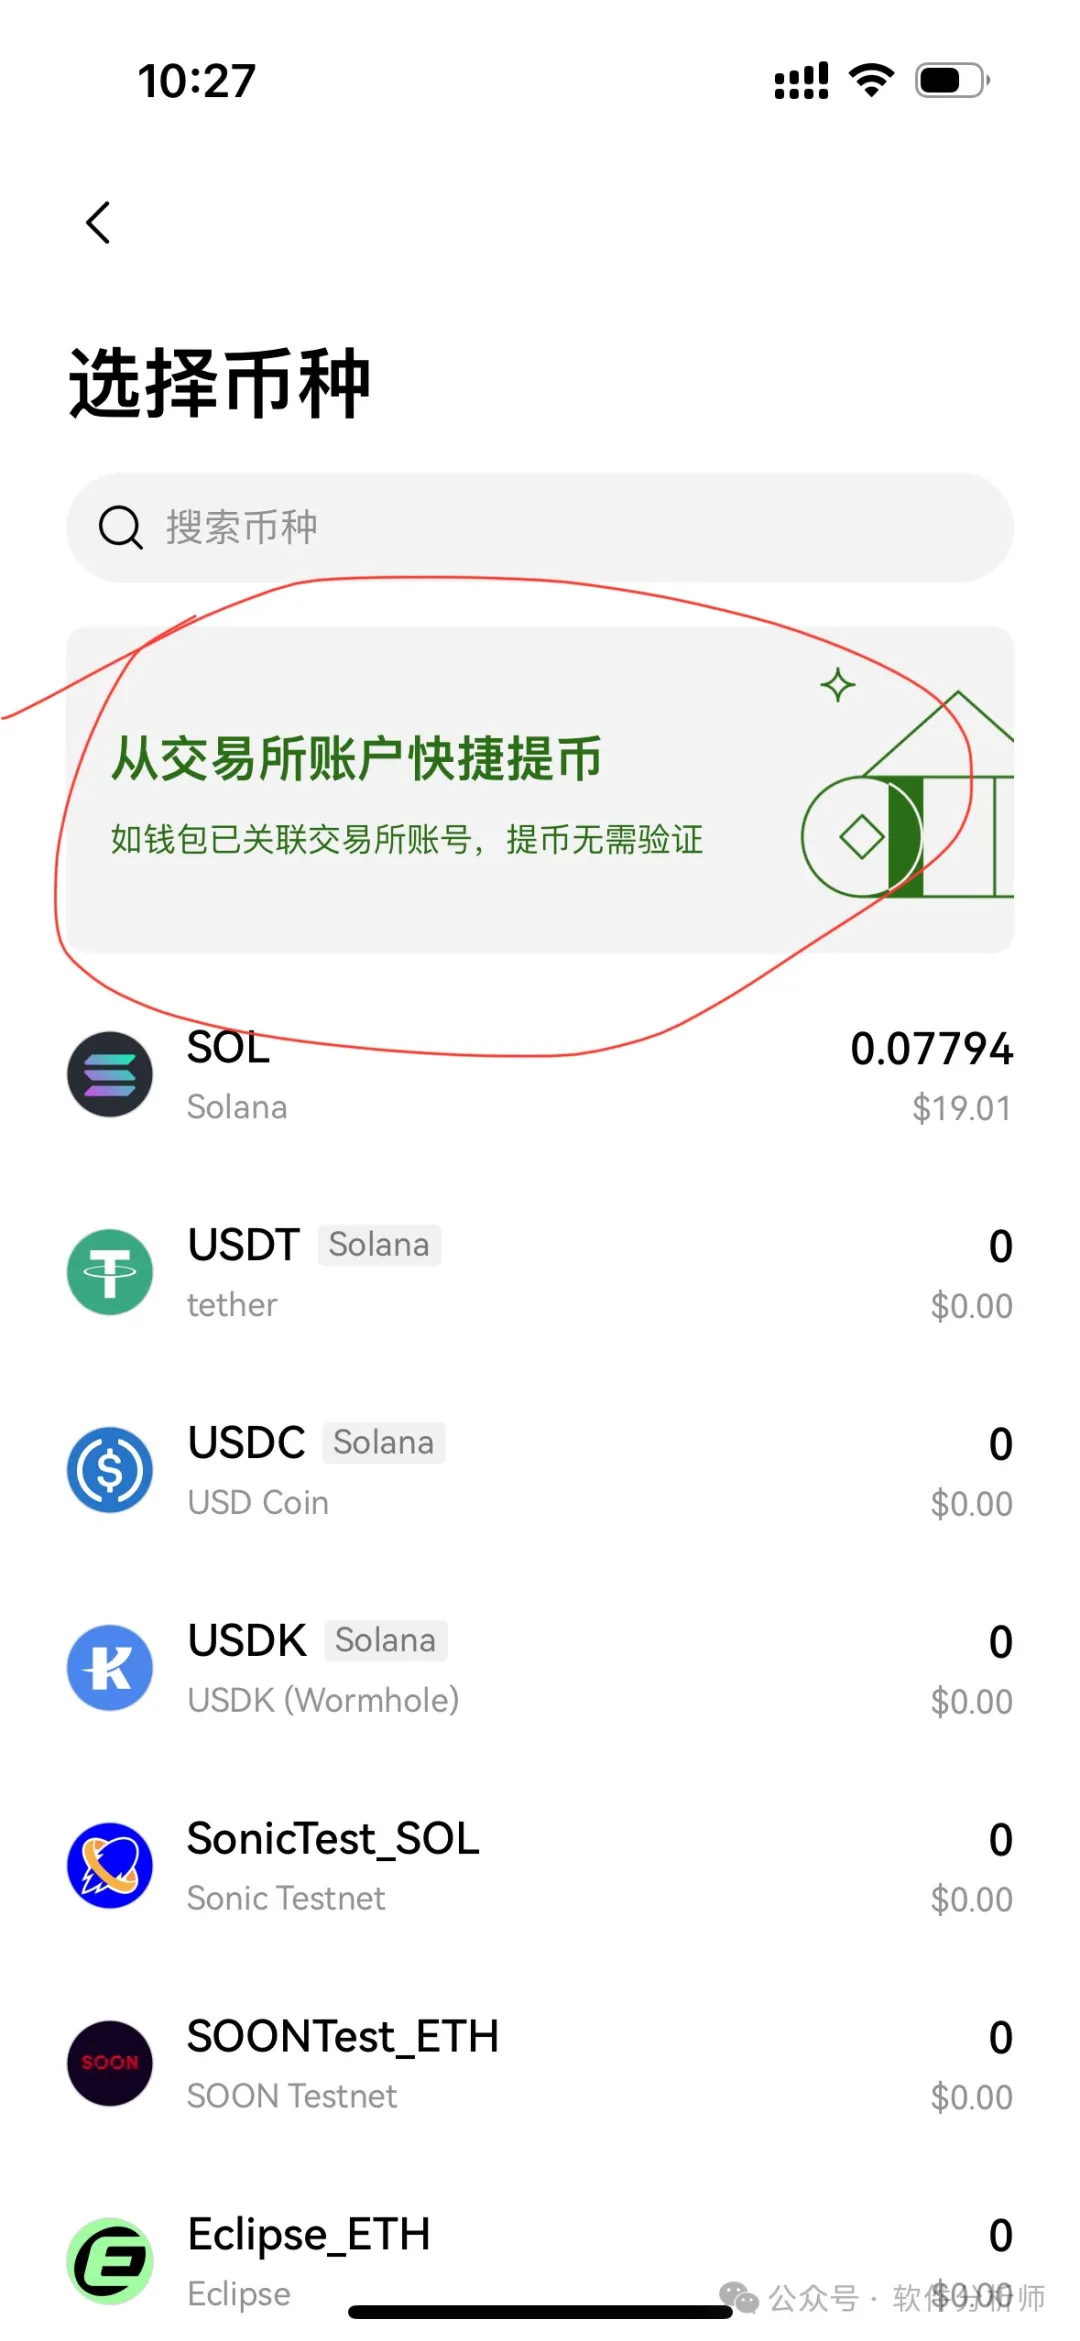 10:27
选择币种
搜索币种
从交易所账户快捷提币
如钱包已关联交易所账号，提币无需验证
SOL
0.07794
Solana
$19.01
USDT Solana
0
tether
$0.00
USDC Solana
0
USD Coin
$0.00
USDK Solana
0
USDK (Wormhole)
$0.00
SonicTest_SOL
0
Sonic Testnet
$0.00
SOON
SOONTest_ETH
0
SOON Testnet
$0.00
Eclipse_ETH
0
Eclipse
$0.00
公众号 · 软件分析师